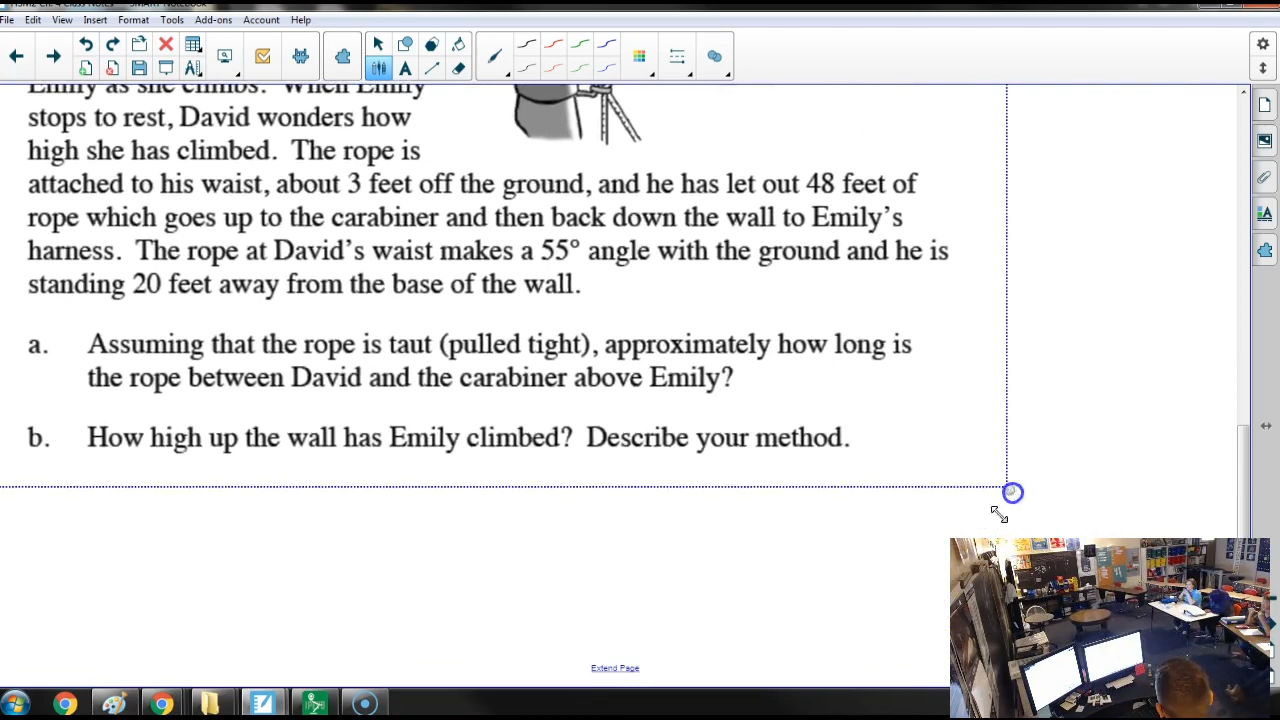 File Edit View Insert Format Tools Add-ons Account Help
stops to rest, David wonders how
high she has climbed. The rope is
attached to his waist, about 3 feet off the ground, and he has let out 48 feet of
rope which goes up to the carabiner and then back down the wall to Emily's
harness. The rope at David's waist makes a 55° angle with the ground and he is
standing 20 feet away from the base of the wall.
a. Assuming that the rope is taut (pulled tight), approximately how long is
the rope between David and the carabiner above Emily?
b. How high up the wall has Emily climbed? Describe your method.
Extend Page